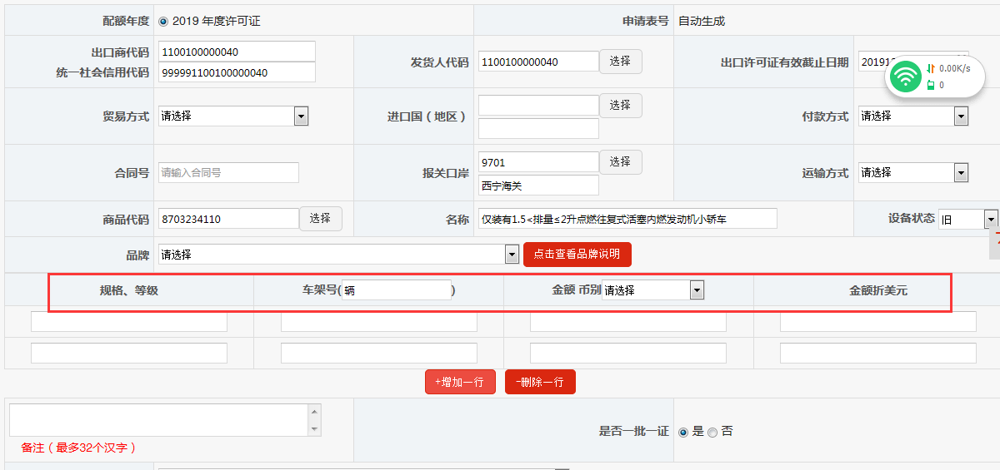 配额年度 2019 年度许可证 申请表号 自动生成
出口商代码 1100100000040
统一社会信用代码 999991100100000040
发货人代码 1100100000040 选择
出口许可证有效截止日期
0.00K/s
0
贸易方式 请选择 进口国（地区） 选择 付款方式 请选择
合同号 请输入合同号 报关口岸 9701 选择
西宁海关
运输方式 请选择
商品代码 8703234110 选择 名称 仅装有1.5<排量≤2升点燃往复式活塞内燃发动机小轿车 设备状态 旧
品牌 请选择 点击查看品牌说明
规格、等级 车架号(辆) 金额 币别 请选择 金额折美元
+增加一行 -删除一行
备注（最多32个汉字）
是否一批一证 是 否